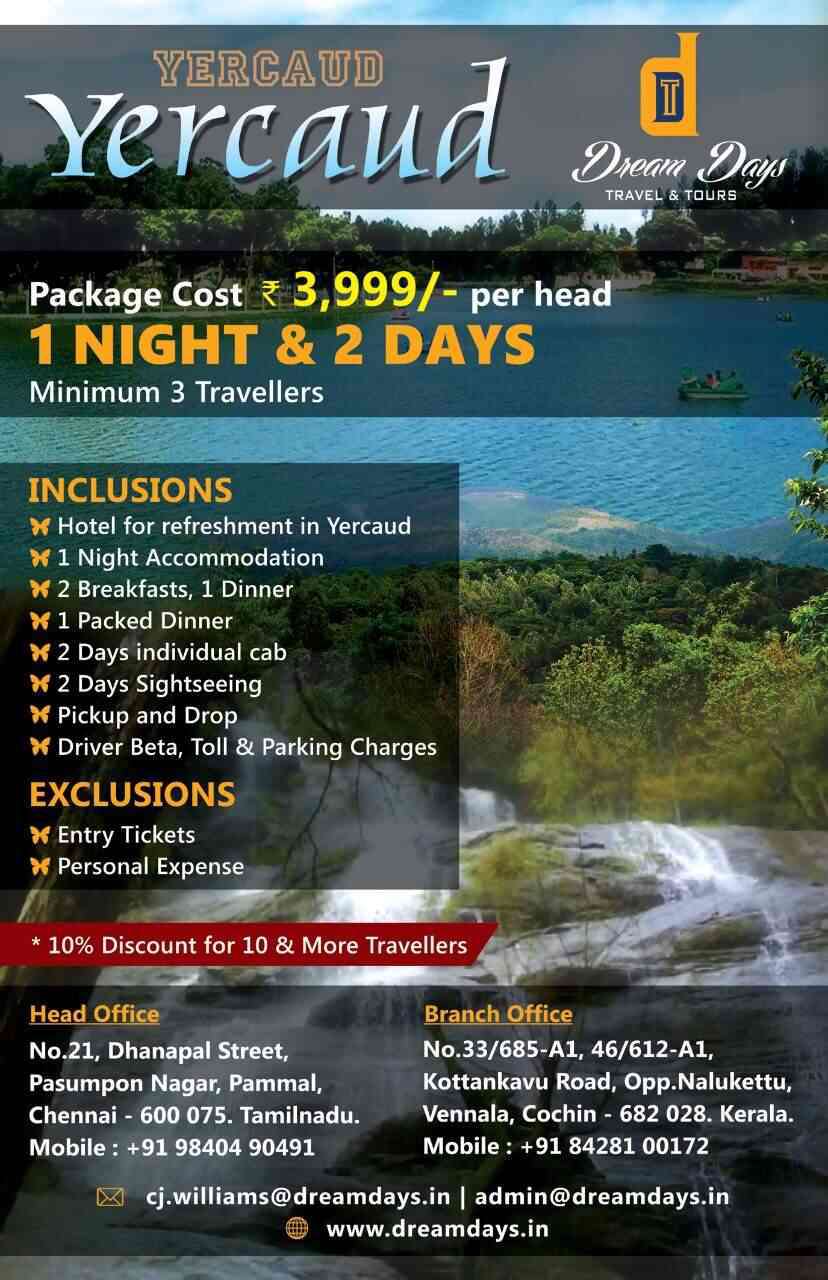 YERCAUD
Yercaud
DT
Dream Days
TRAVEL & TOURS
Package Cost ₹ 3,999/- per head
1 NIGHT & 2 DAYS
Minimum 3 Travellers
INCLUSIONS
Hotel for refreshment in Yercaud
1 Night Accommodation
2 Breakfasts, 1 Dinner
1 Packed Dinner
2 Days individual cab
2 Days Sightseeing
Pickup and Drop
Driver Beta, Toll & Parking Charges
EXCLUSIONS
Entry Tickets
Personal Expense
* 10% Discount for 10 & More Travellers
Head Office
No.21, Dhanapal Street,
Pasumpon Nagar, Pammal,
Chennai - 600 075. Tamilnadu.
Mobile : +91 98404 90491
Branch Office
No.33/685-A1, 46/612-A1,
Kottankavu Road, Opp.Nalukettu,
Vennala, Cochin - 682 028. Kerala.
Mobile : +91 84281 00172
cj.williams@dreamdays.in | admin@dreamdays.in
www.dreamdays.in